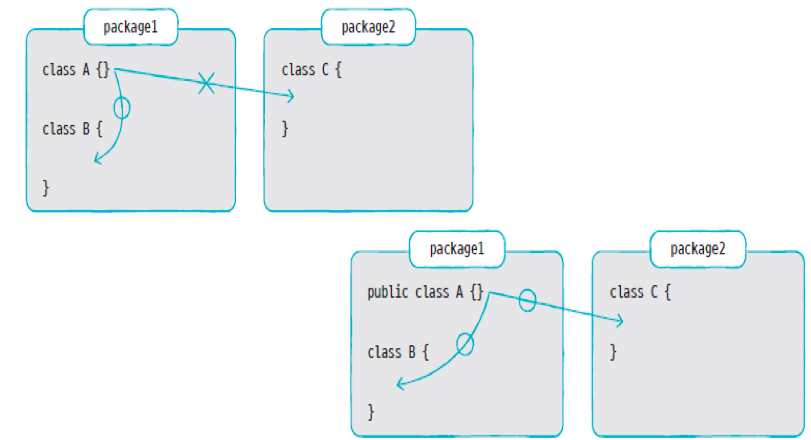 package1
class A {}
class B {
}
package2
class C {
}
package1
public class A {}
class B {
}
package2
class C {
}